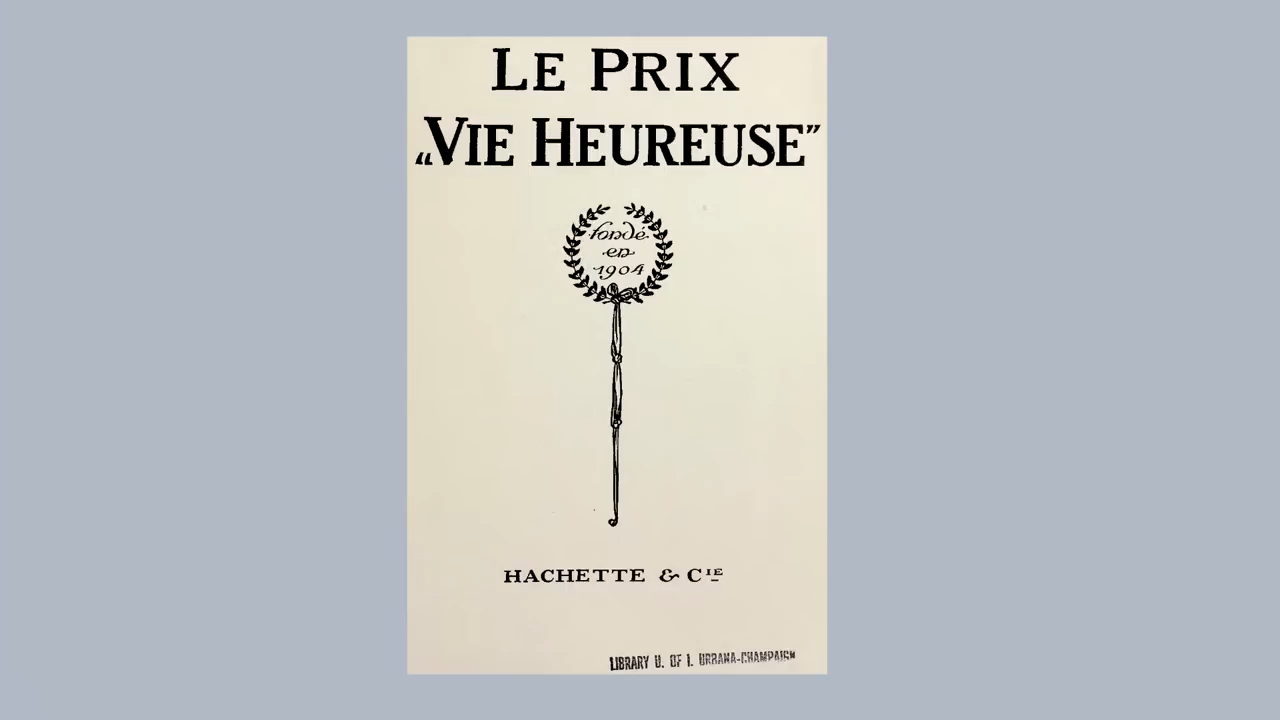 LE PRIX
„VIE HEUREUSE”
fondé
en
1904
HACHETTE & CIE
LIBRARY U. OF I. URBANA-CHAMPAIGN